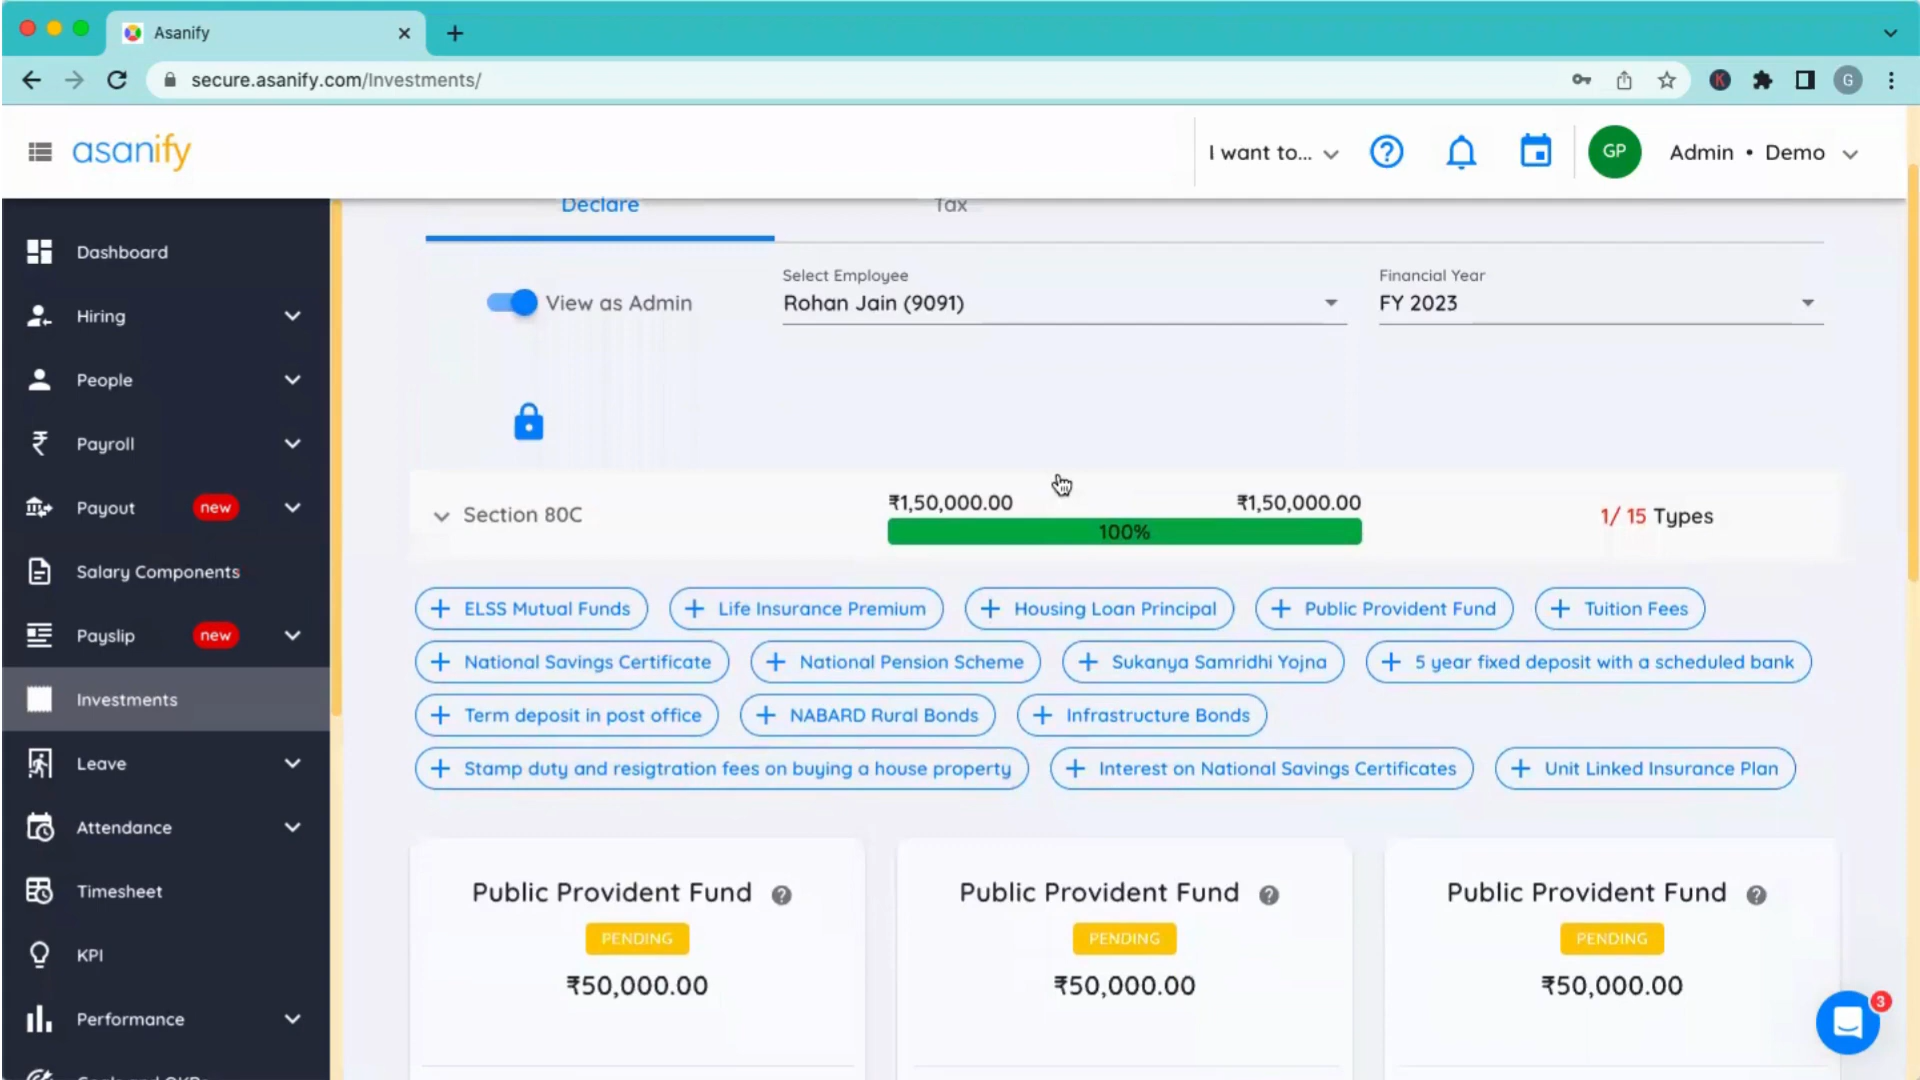 Asanify
secure.asanify.com/Investments/
K
G
asanify
I want to...
GP
Admin • Demo
Declare
Tax
Dashboard
Hiring
People
Payroll
Payout new
Salary Components
Payslip new
Investments
Leave
Attendance
Timesheet
KPI
Performance
Goals and OKRs
View as Admin
Select Employee
Rohan Jain (9091)
Financial Year
FY 2023
Section 80C
₹1,50,000.00 ₹1,50,000.00
100%
1/ 15 Types
+ ELSS Mutual Funds + Life Insurance Premium + Housing Loan Principal + Public Provident Fund + Tuition Fees
+ National Savings Certificate + National Pension Scheme + Sukanya Samridhi Yojna + 5 year fixed deposit with a scheduled bank
+ Term deposit in post office + NABARD Rural Bonds + Infrastructure Bonds
+ Stamp duty and resigtration fees on buying a house property + Interest on National Savings Certificates + Unit Linked Insurance Plan
Public Provident Fund
PENDING
₹50,000.00
Public Provident Fund
PENDING
₹50,000.00
Public Provident Fund
PENDING
₹50,000.00
3